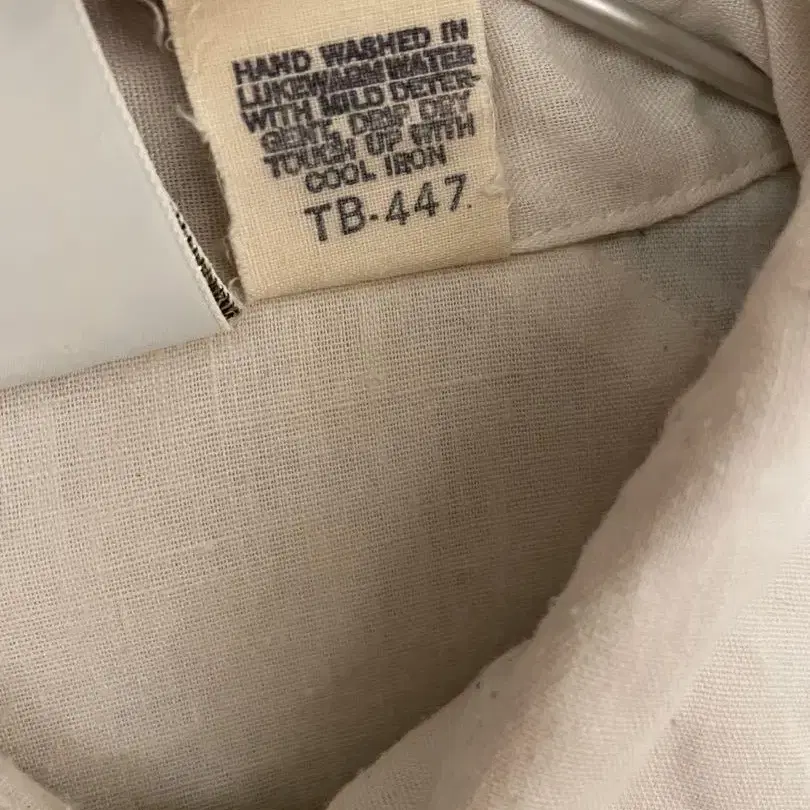 HAND WASHED IN
LUKEWARM WATER
WITH MILD DETER-
GENT, DRIP DRY
TOUCH UP WITH
COOL IRON
TB-447.